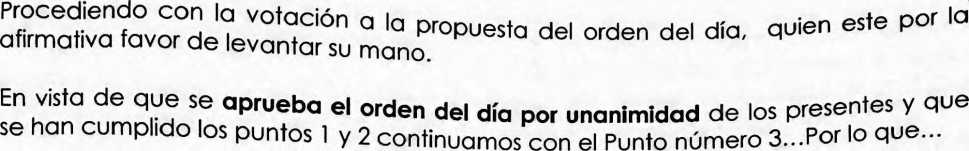 Procediendo con la votación a la propuesta del orden del día, quien este por la
afirmativa favor de levantar su mano.
En vista de que se aprueba el orden del día por unanimidad de los presentes y que
se han cumplido los puntos 1 y 2 continuamos con el Punto número 3...Por lo que...